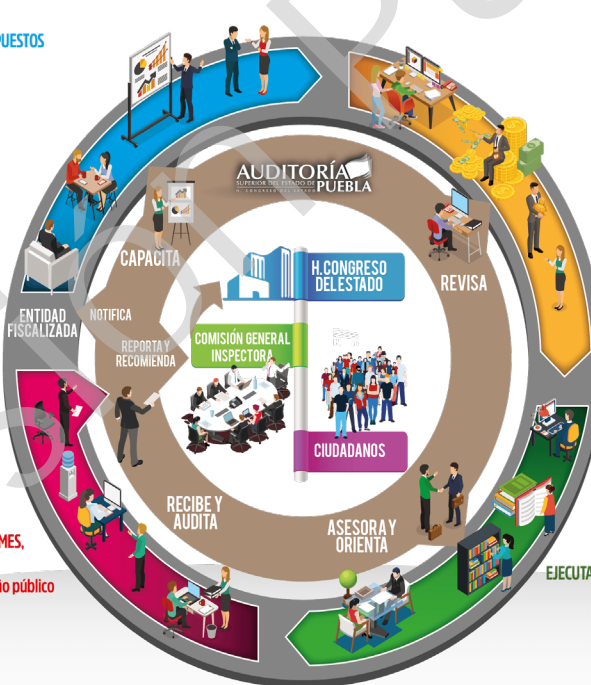 PUESTOS
AUDITORÍA
SUPERIOR DEL ESTADO DE PUEBLA
H. CONGRESO DEL ESTADO
CAPACITA
REVISA
H. CONGRESO
DEL ESTADO
ENTIDAD
FISCALIZADA
NOTIFICA
REPORTA Y
RECOMIENDA
COMISIÓN GENERAL
INSPECTORA
CIUDADANOS
RECIBE Y
AUDITA
ASESORA Y
ORIENTA
MES,
ño público
EJECUTA